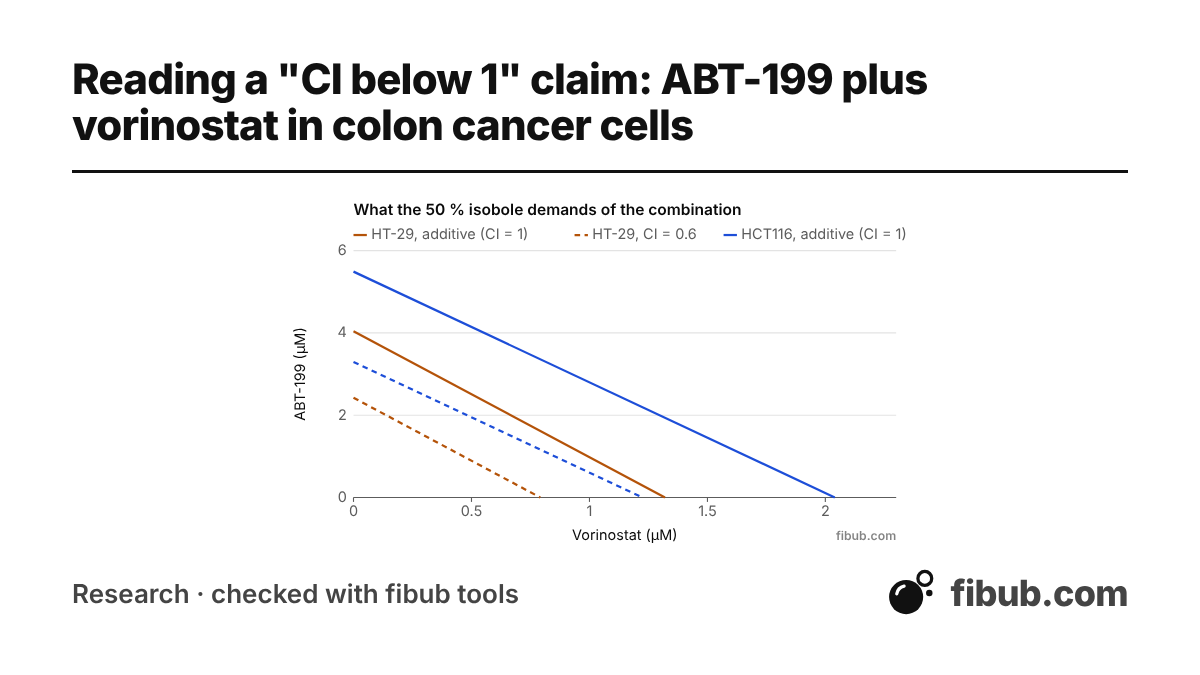 Reading a "CI below 1" claim: ABT-199 plus
vorinostat in colon cancer cells
What the 50 % isobole demands of the combination
HT-29, additive (CI = 1)
HT-29, CI = 0.6
HCT116, additive (CI = 1)
6
4
2
0
ABT-199 (µM)
0
0.5
1
1.5
2
Vorinostat (µM)
fibub.com
Research · checked with fibub tools
fibub.com